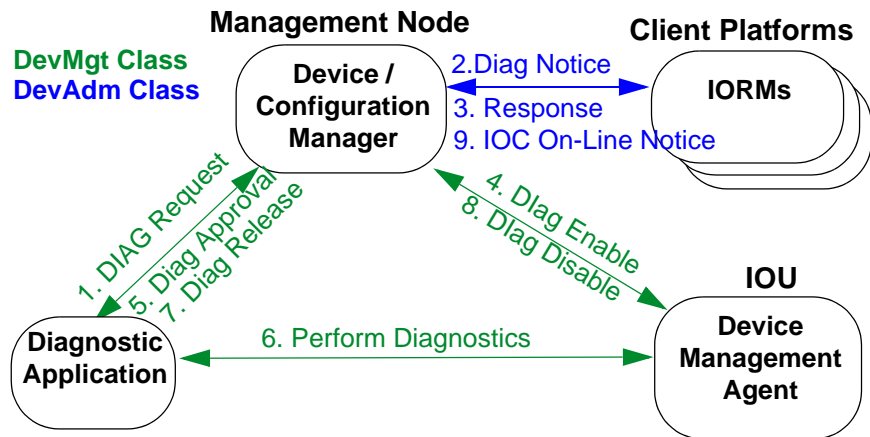 Management Node
Client Platforms
DevMgt Class
DevAdm Class
Device /
Configuration
Manager
2.Diag Notice
3. Response
9. IOC On-Line Notice
IORMs
1. DIAG Request
5. Diag Approval
7. Diag Release
4. DIag Enable
8. DIag Disable
IOU
6. Perform Diagnostics
Diagnostic
Application
Device
Management
Agent